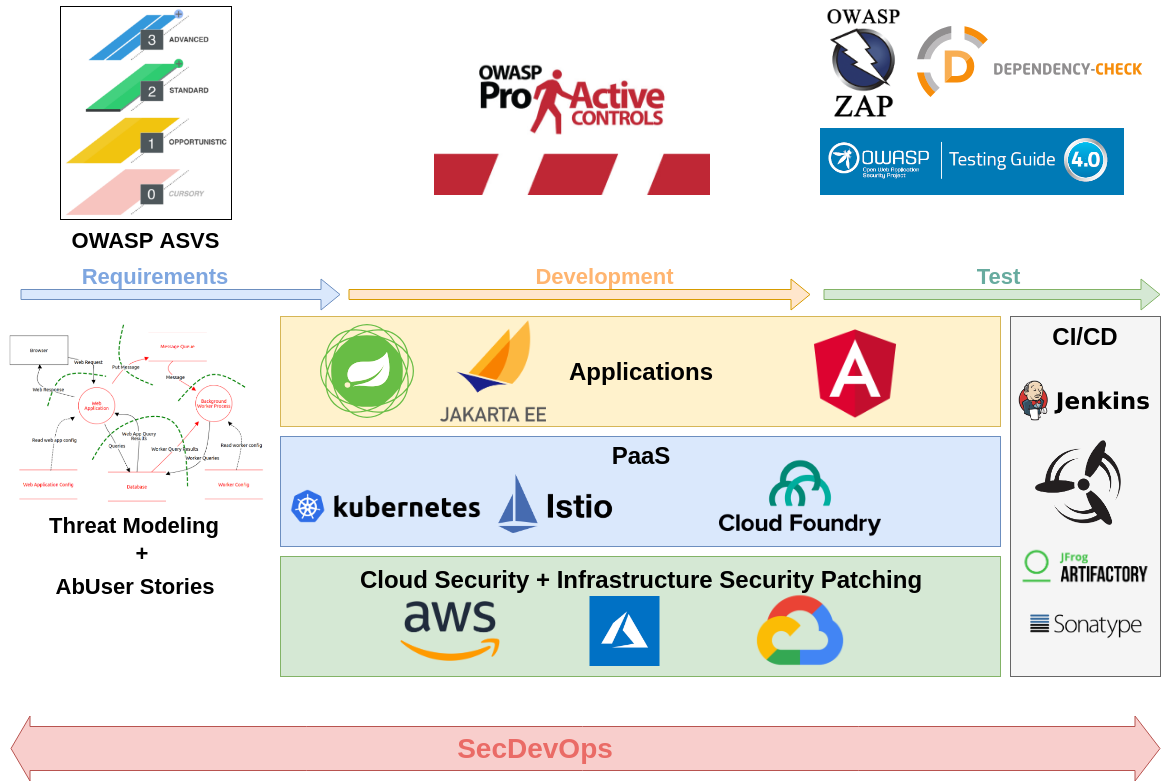 3
ADVANCED
2
STANDARD
1
OPPORTUNISTIC
0
CURSORY
OWASP ASVS
OWASP
Pro Active
CONTROLS
OWASP
ZAP
D
DEPENDENCY-CHECK
OWASP
Open Web Application
Security Project
Testing Guide
4.0
Requirements
Development
Test
Browser
Message Queue
Web Request
Put Message
Message
Web Response
Web
Application
Background
Worker Process
Read web app config
Web App Query
Results
Queries
Worker Query Results
Worker Queries
Read worker config
Web Application Config
Database
Worker Config
Threat Modeling
+
AbUser Stories
JAKARTA EE
Applications
A
PaaS
kubernetes
Istio
Cloud Foundry
Cloud Security + Infrastructure Security Patching
aws
CI/CD
Jenkins
JFrog
ARTIFACTORY
Sonatype
SecDevOps